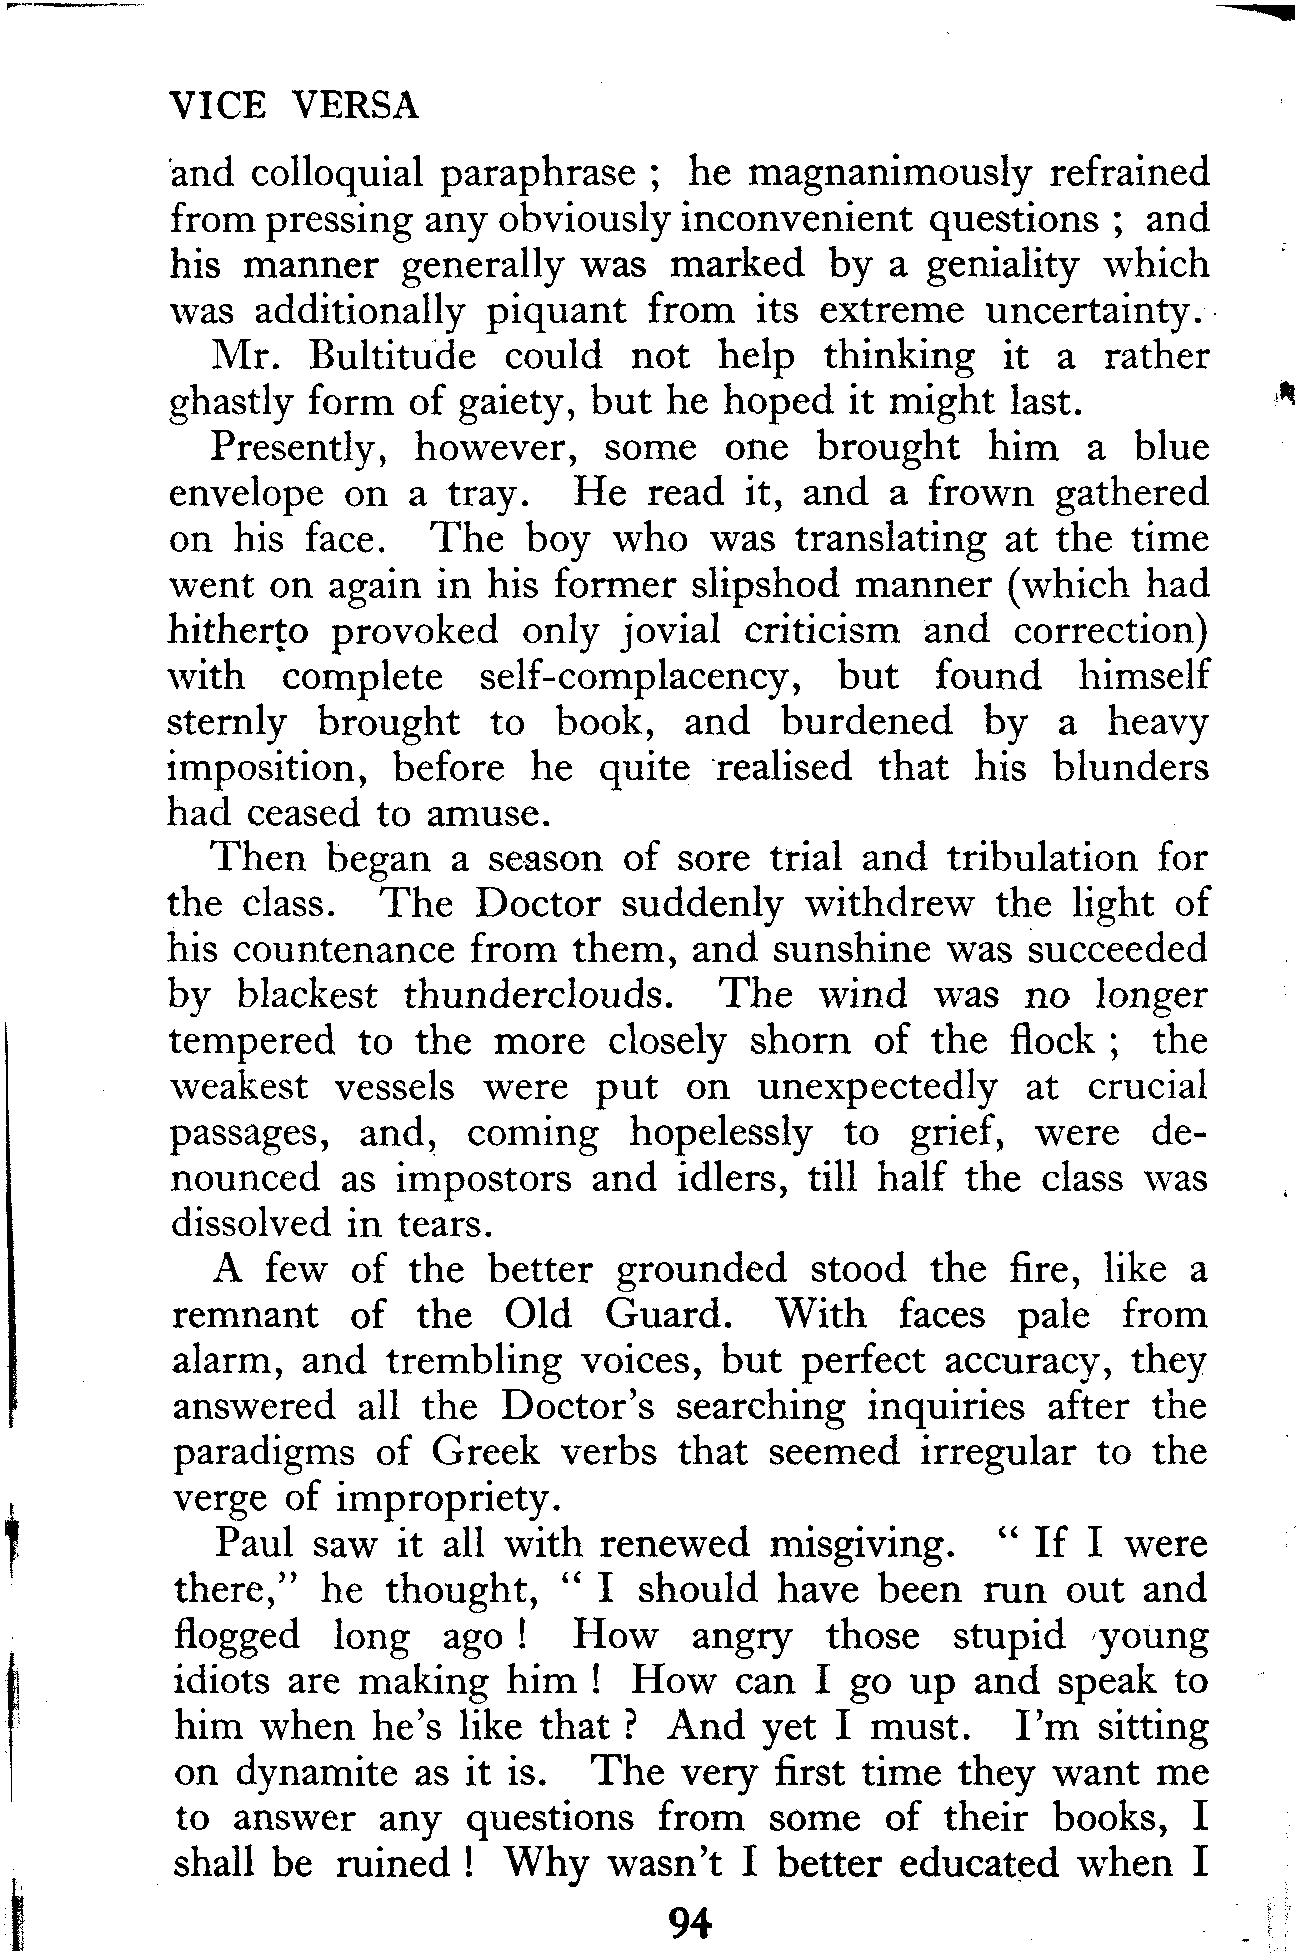 VICE VERSA
and colloquial paraphrase ; he magnanimously refrained
from pressing any obviously inconvenient questions ; and
his manner generally was marked by a geniality which
was additionally piquant from its extreme uncertainty.
Mr. Bultitude could not help thinking it a rather
ghastly form of gaiety, but he hoped it might last.
Presently, however, some one brought him a blue
envelope on a tray. He read it, and a frown gathered
on his face. The boy who was translating at the time
went on again in his former slipshod manner (which had
hitherto provoked only jovial criticism and correction)
with complete self-complacency, but found himself
sternly brought to book, and burdened by a heavy
imposition, before he quite realised that his blunders
had ceased to amuse.
Then began a season of sore trial and tribulation for
the class. The Doctor suddenly withdrew the light of
his countenance from them, and sunshine was succeeded
by blackest thunderclouds. The wind was no longer
tempered to the more closely shorn of the flock ; the
weakest vessels were put on unexpectedly at crucial
passages, and, coming hopelessly to grief, were de-
nounced as impostors and idlers, till half the class was
dissolved in tears.
A few of the better grounded stood the fire, like a
remnant of the Old Guard. With faces pale from
alarm, and trembling voices, but perfect accuracy, they
answered all the Doctor's searching inquiries after the
paradigms of Greek verbs that seemed irregular to the
verge of impropriety.
Paul saw it all with renewed misgiving. “ If I were
there,” he thought, “ I should have been run out and
flogged long ago ! How angry those stupid young
idiots are making him ! How can I go up and speak to
him when he's like that ? And yet I must. I'm sitting
on dynamite as it is. The very first time they want me
to answer any questions from some of their books, I
shall be ruined ! Why wasn't I better educated when I
94